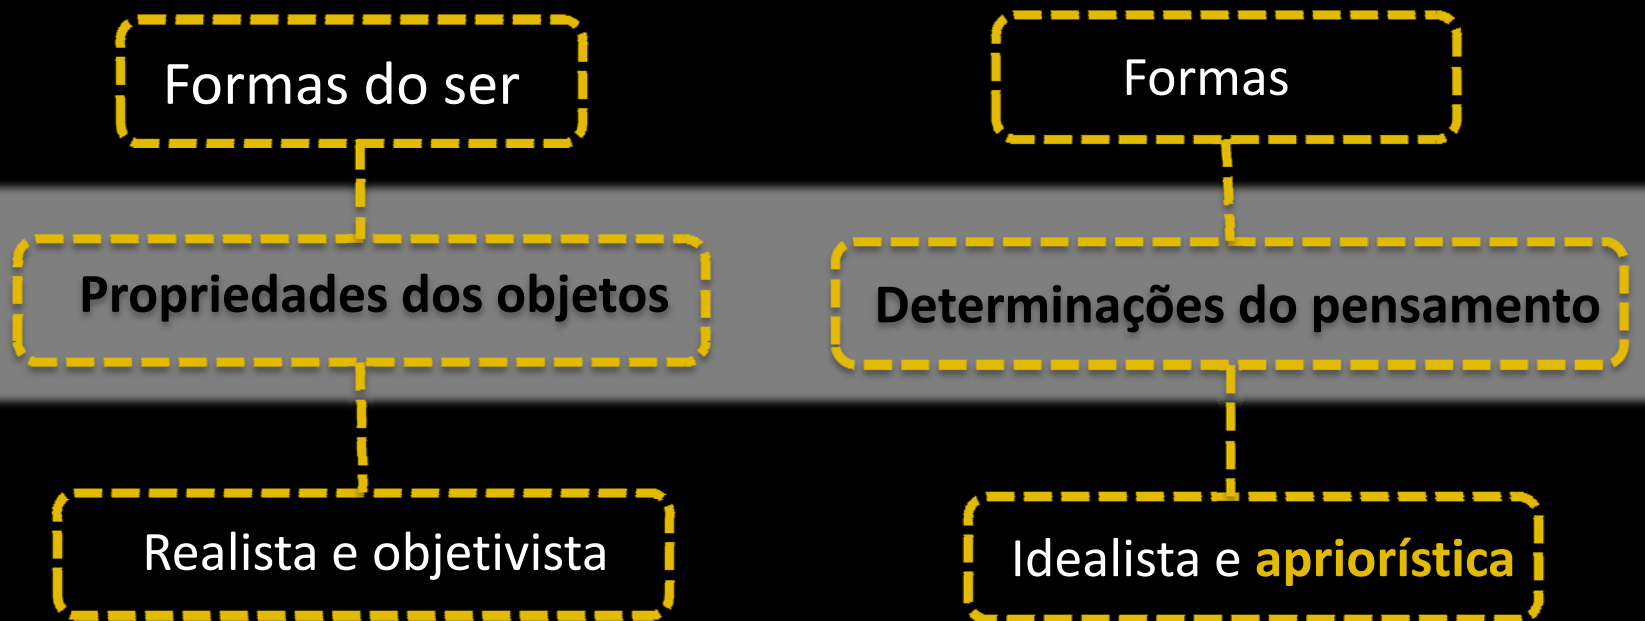 Formas do ser
Formas
Propriedades dos objetos
Determinações do pensamento
Realista e objetivista
Idealista e apriorística